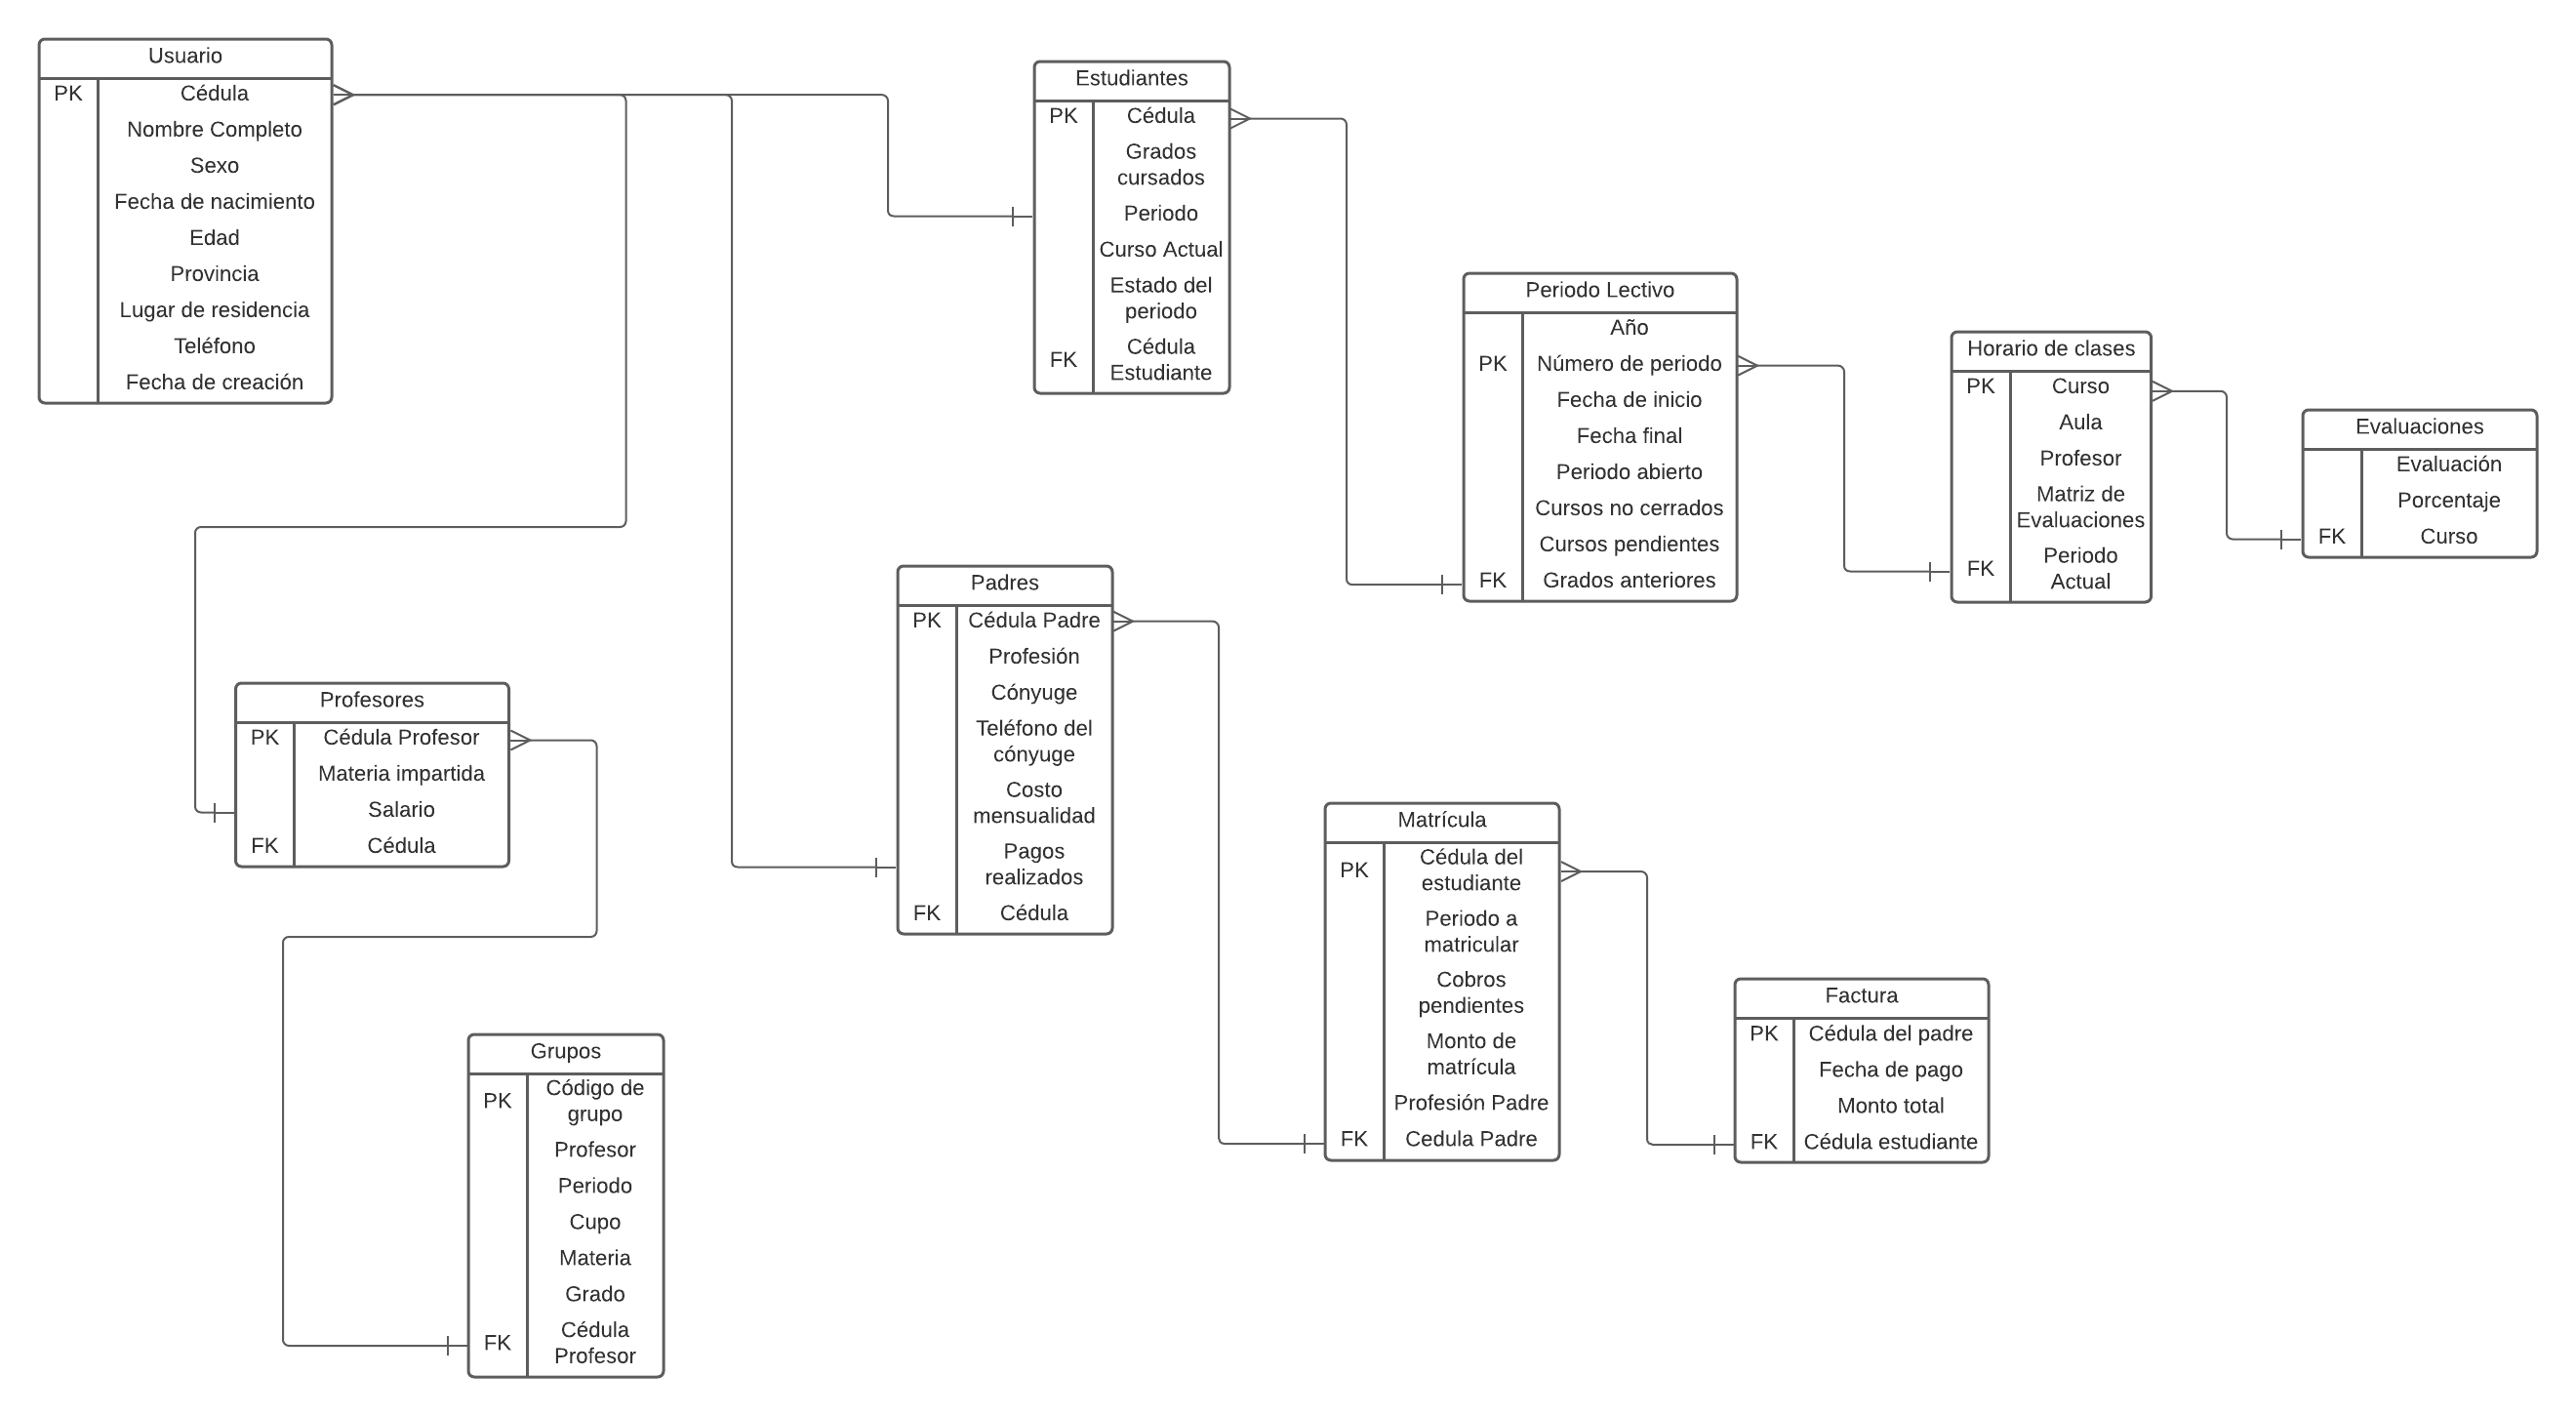 Usuario
PK Cédula
Nombre Completo
Sexo
Fecha de nacimiento
Edad
Provincia
Lugar de residencia
Teléfono
Fecha de creación
Estudiantes
PK Cédula
Grados
cursados
Periodo
Curso Actual
Estado del
periodo
FK Cédula
Estudiante
Periodo Lectivo
Año
PK Número de periodo
Fecha de inicio
Fecha final
Periodo abierto
Cursos no cerrados
Cursos pendientes
FK Grados anteriores
Horario de clases
PK Curso
Aula
Profesor
Matriz de
Evaluaciones
FK Periodo
Actual
Evaluaciones
Evaluación
Porcentaje
FK Curso
Padres
PK Cédula Padre
Profesión
Cónyuge
Teléfono del
cónyuge
Costo
mensualidad
Pagos
realizados
FK Cédula
Profesores
PK Cédula Profesor
Materia impartida
Salario
FK Cédula
Matrícula
PK Cédula del
estudiante
Periodo a
matricular
Cobros
pendientes
Monto de
matrícula
Profesión Padre
FK Cedula Padre
Factura
PK Cédula del padre
Fecha de pago
Monto total
FK Cédula estudiante
Grupos
PK Código de
grupo
Profesor
Periodo
Cupo
Materia
Grado
FK Cédula
Profesor